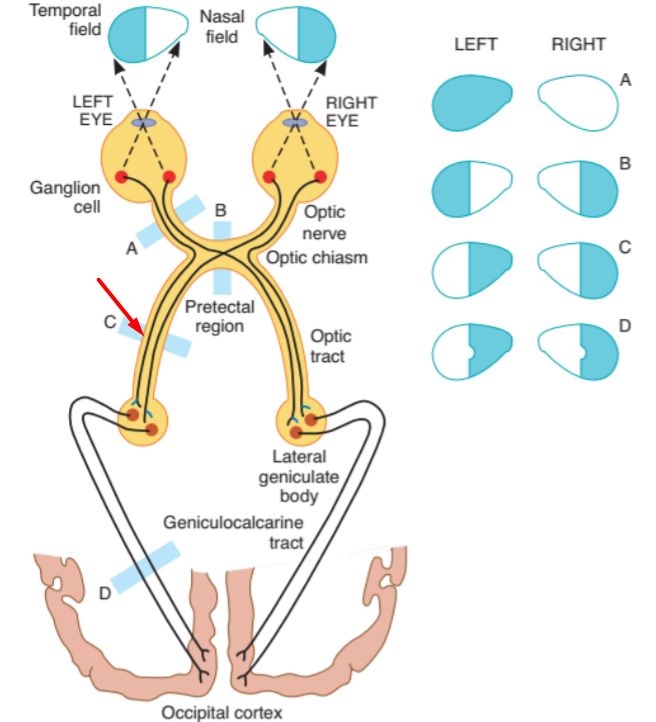 Temporal
field
Nasal
field
LEFT
EYE
RIGHT
EYE
Ganglion
cell
A
B
Optic
nerve
Optic chiasm
Pretectal
region
C
Optic
tract
Lateral
geniculate
body
Geniculocalcarine
tract
D
Occipital cortex
LEFT
RIGHT
A
B
C
D